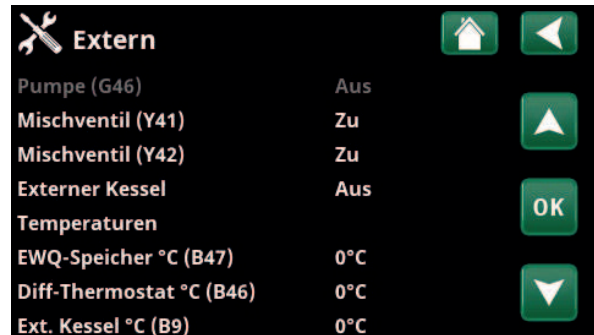 Extern
Pumpe (G46) Aus
Mischventil (Y41) Zu
Mischventil (Y42) Zu
Externer Kessel Aus
Temperaturen
EWQ-Speicher °C (B47) 0°C
Diff-Thermostat °C (B46) 0°C
Ext. Kessel °C (B9) 0°C
OK